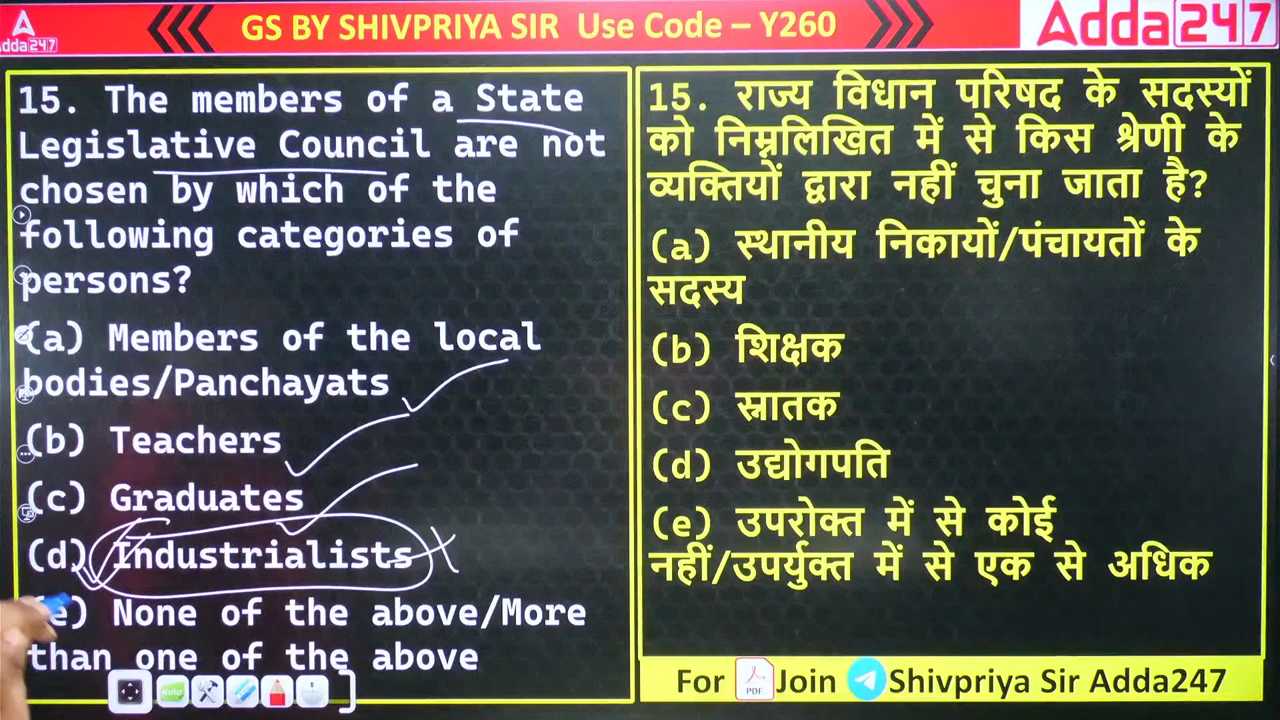 GS BY SHIVPRIYA SIR Use Code – Y260
Adda247
Adda247
15. The members of a State
Legislative Council are not
chosen by which of the
following categories of
persons?
(a) Members of the local
bodies/Panchayats
(b) Teachers
(c) Graduates
(d) Industrialists
(e) None of the above/More
than one of the above
15. राज्य विधान परिषद के सदस्यों
को निम्नलिखित में से किस श्रेणी के
व्यक्तियों द्वारा नहीं चुना जाता है?
(a) स्थानीय निकायों/पंचायतों के
सदस्य
(b) शिक्षक
(c) स्नातक
(d) उद्योगपति
(e) उपरोक्त में से कोई
नहीं/उपर्युक्त में से एक से अधिक
For PDF Join Shivpriya Sir Adda247